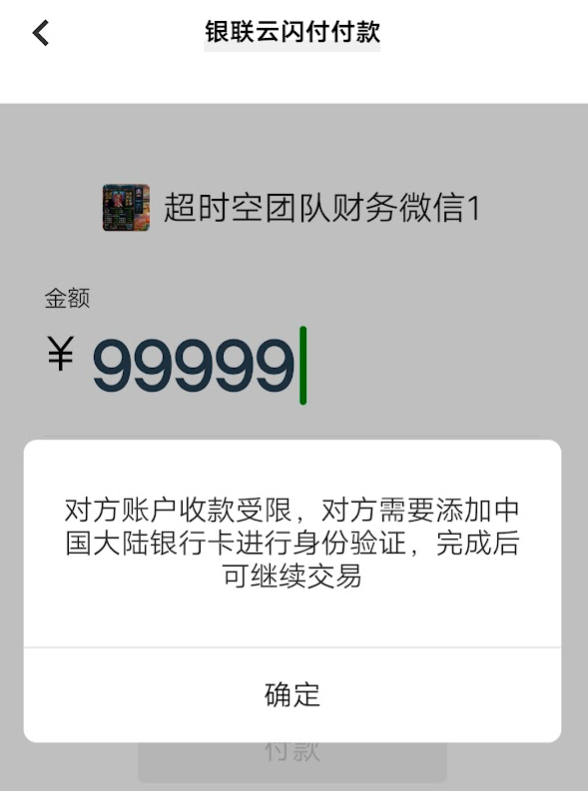 银联云闪付付款
超时空团队财务微信1
金额
¥ 99999
对方账户收款受限，对方需要添加中
国大陆银行卡进行身份验证，完成后
可继续交易
确定
付款